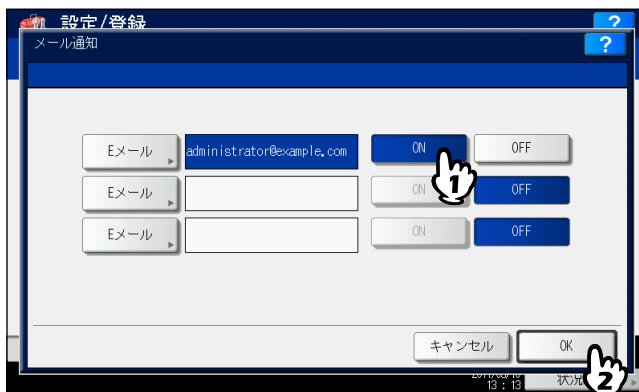 設定/登録 ?
メール通知 ?
Eメール administrator@example.com ON OFF
1
Eメール ON OFF
Eメール ON OFF
キャンセル OK
2
13 : 13 状況